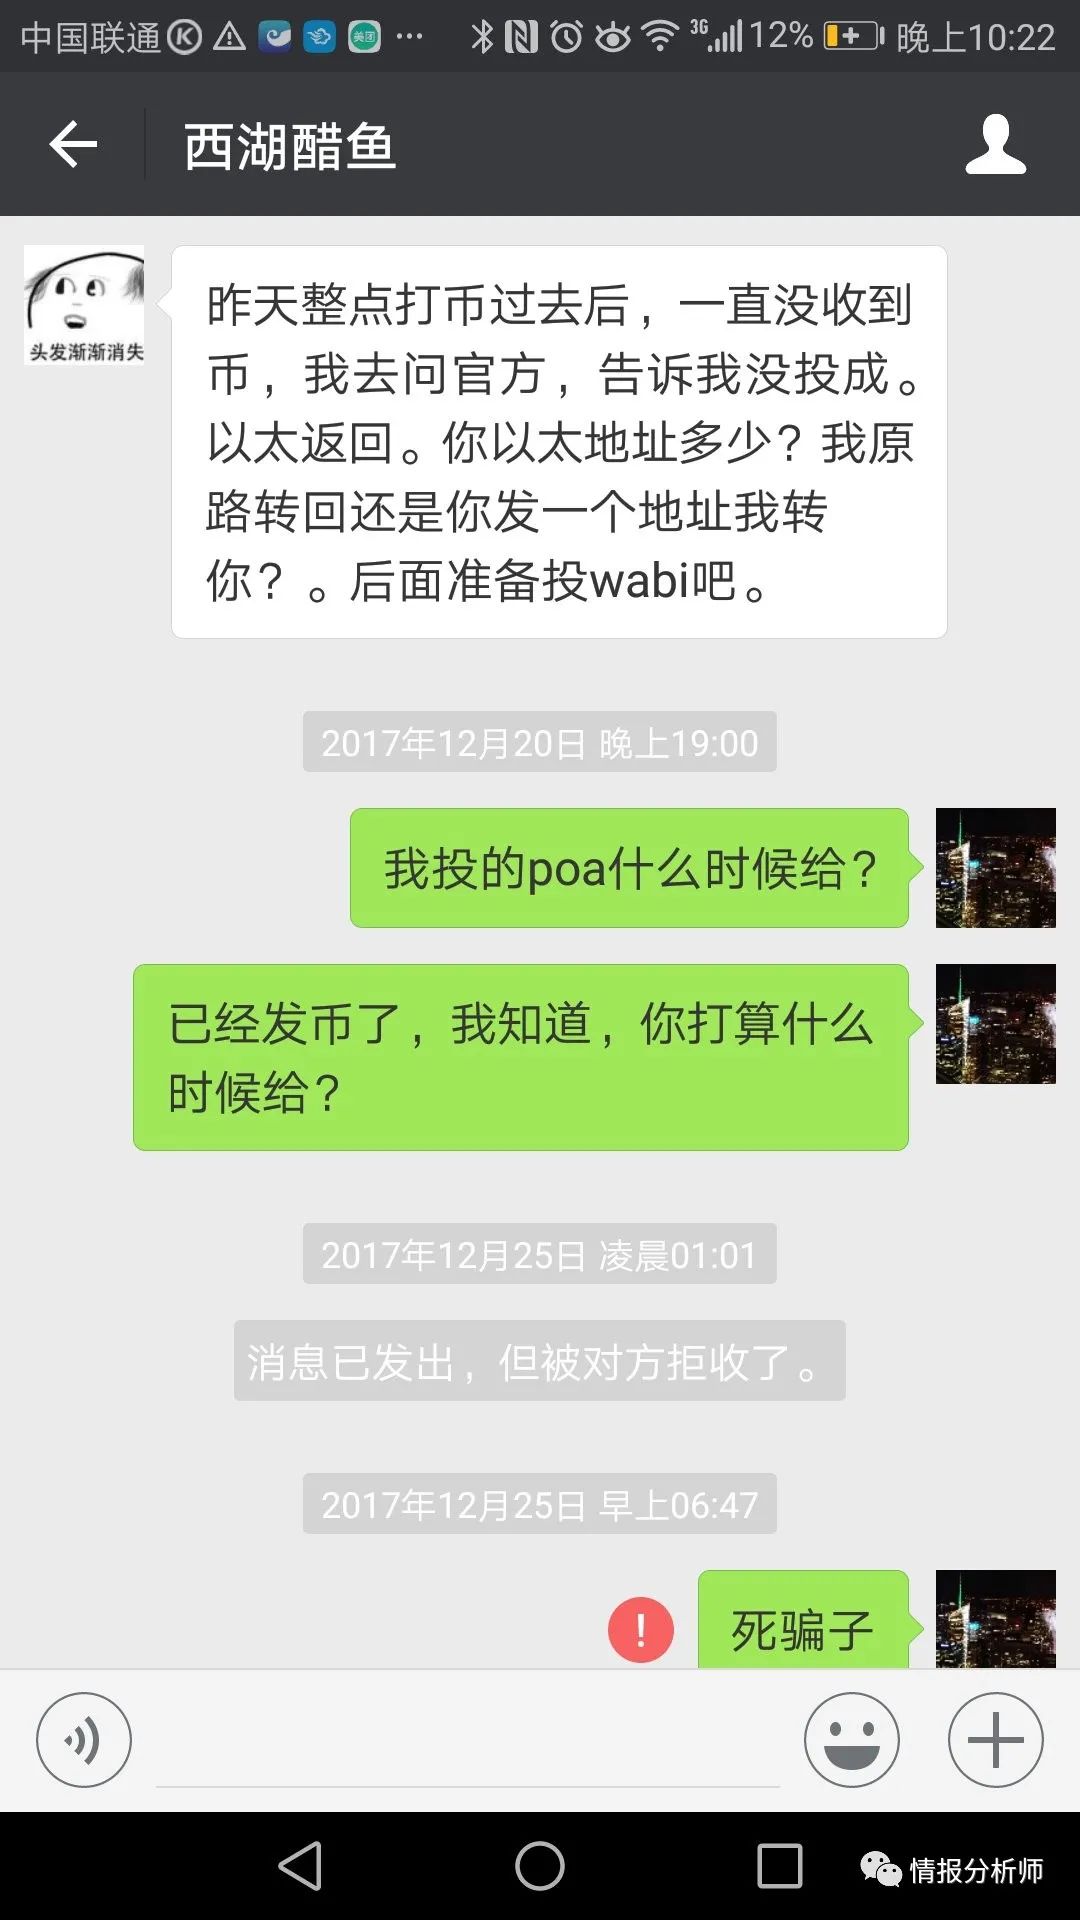 中国联通 K 美团 ··· 3G 12% 晚上10:22
西湖醋鱼
头发渐渐消失
昨天整点打币过去后，一直没收到
币，我去问官方，告诉我没投成。
以太返回。你以太地址多少？我原
路转回还是你发一个地址我转
你？。后面准备投wabi吧。
2017年12月20日 晚上19:00
我投的poa什么时候给？
已经发币了，我知道，你打算什么
时候给？
2017年12月25日 凌晨01:01
消息已发出，但被对方拒收了。
2017年12月25日 早上06:47
!
死骗子
情报分析师